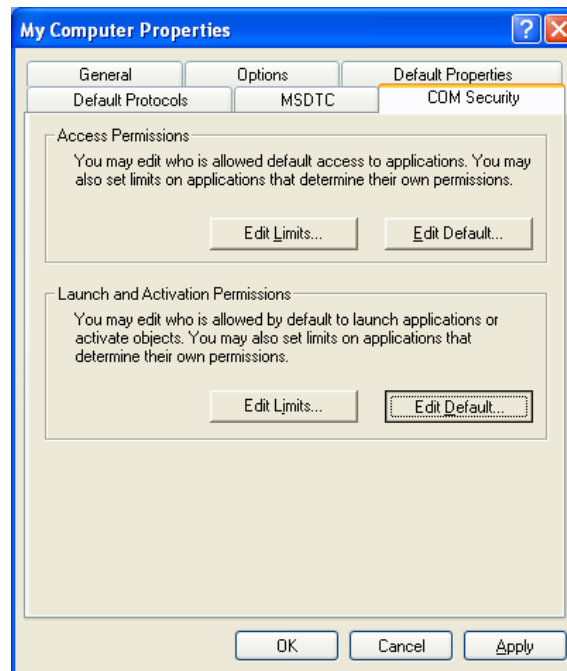 My Computer Properties
General Options Default Properties
Default Protocols MSDTC COM Security
Access Permissions
You may edit who is allowed default access to applications. You may
also set limits on applications that determine their own permissions.
Edit Limits... Edit Default...
Launch and Activation Permissions
You may edit who is allowed by default to launch applications or
activate objects. You may also set limits on applications that
determine their own permissions.
Edit Limits... Edit Default...
OK Cancel Apply